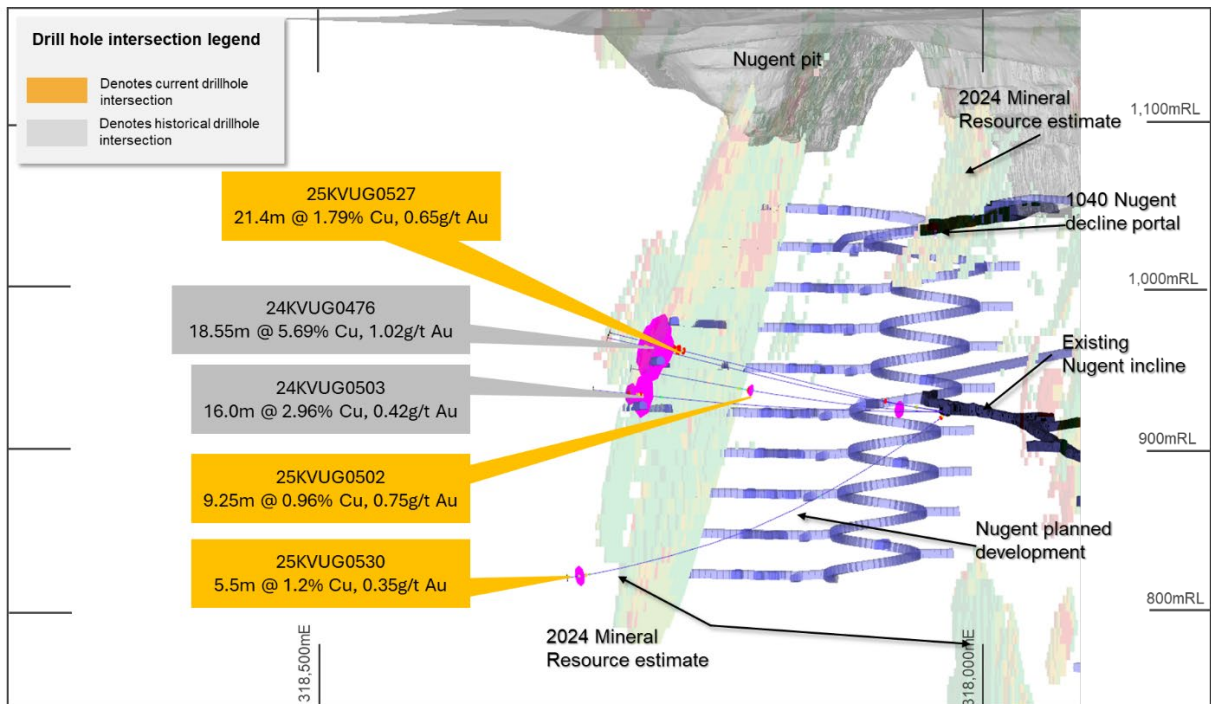 Drill hole intersection legend
Denotes current drillhole
intersection
Denotes historical drillhole
intersection
Nugent pit
2024 Mineral
Resource estimate
1,100mRL
25KVUG0527
21.4m @ 1.79% Cu, 0.65g/t Au
1040 Nugent
decline portal
1,000mRL
24KVUG0476
18.55m @ 5.69% Cu, 1.02g/t Au
Existing
Nugent incline
24KVUG0503
16.0m @ 2.96% Cu, 0.42g/t Au
900mRL
25KVUG0502
9.25m @ 0.96% Cu, 0.75g/t Au
Nugent planned
development
25KVUG0530
5.5m @ 1.2% Cu, 0.35g/t Au
800mRL
2024 Mineral
Resource estimate
318,500mE
318,000mE